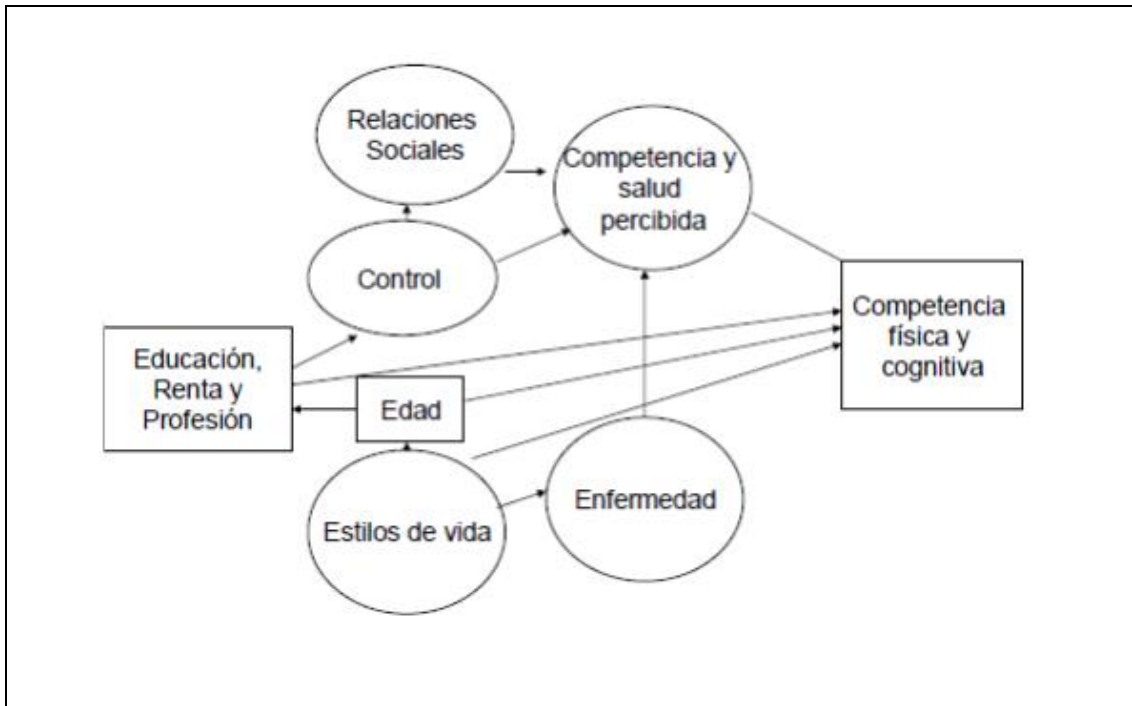 Relaciones
Sociales
Competencia y
salud
percibida
Control
Competencia
física y
cognitiva
Educación,
Renta y
Profesión
Edad
Estilos de vida
Enfermedad